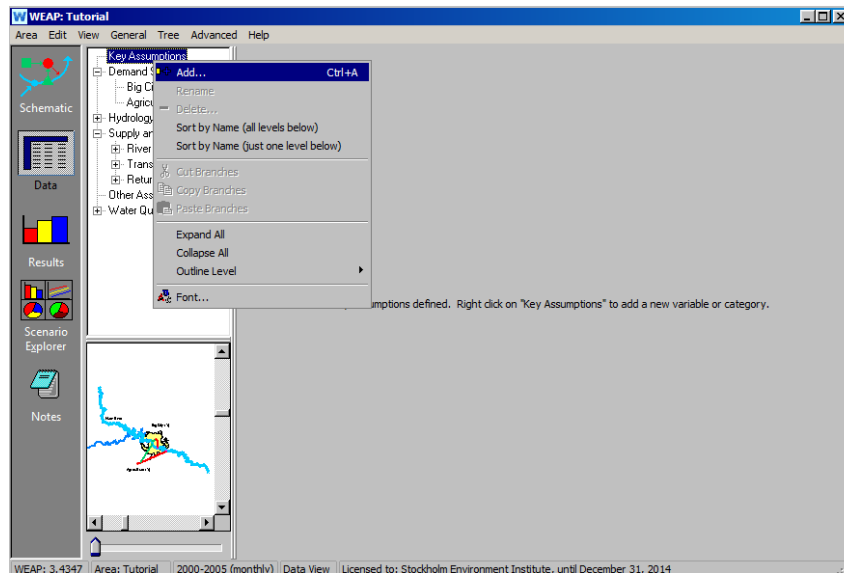 WEAP: Tutorial
Area Edit View General Tree Advanced Help
Schematic
Data
Results
Scenario
Explorer
Notes
Key Assumptions
Demand S
Big Ci
Agricu
Hydrology
Supply an
River
Trans
Retur
Other Ass
Water Qu
Add... Ctrl+A
Rename
Delete...
Sort by Name (all levels below)
Sort by Name (just one level below)
Cut Branches
Copy Branches
Paste Branches
Expand All
Collapse All
Outline Level
Font...
umptions defined. Right click on "Key Assumptions" to add a new variable or category.
WEAP: 3.4347 Area: Tutorial 2000-2005 (monthly) Data View Licensed to: Stockholm Environment Institute, until December 31, 2014